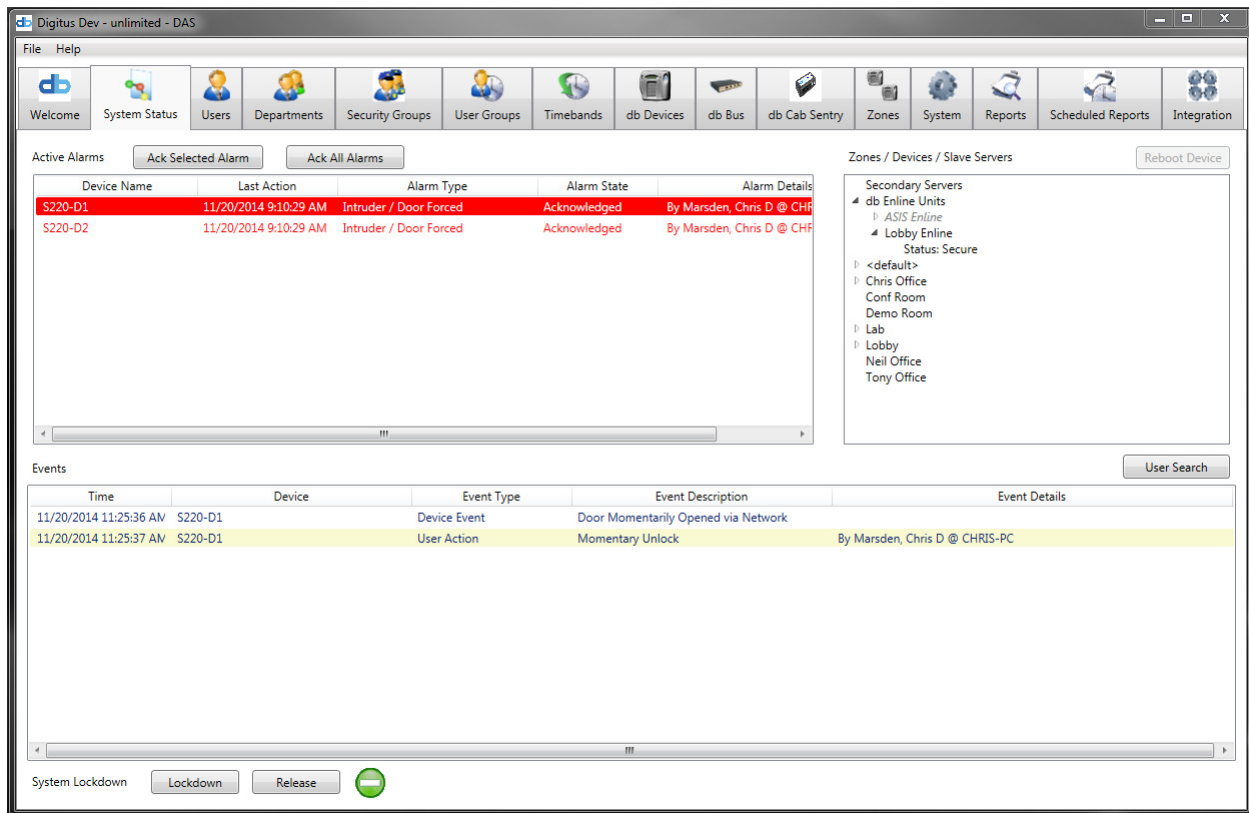 Digitus Dev - unlimited - DAS
File Help
db
Welcome System Status Users Departments Security Groups User Groups Timebands db Devices db Bus db Cab Sentry Zones System Reports Scheduled Reports Integration
Active Alarms Ack Selected Alarm Ack All Alarms
Device Name Last Action Alarm Type Alarm State Alarm Details
S220-D1 11/20/2014 9:10:29 AM Intruder / Door Forced Acknowledged By Marsden, Chris D @ CHR
S220-D2 11/20/2014 9:10:29 AM Intruder / Door Forced Acknowledged By Marsden, Chris D @ CHR
Zones / Devices / Slave Servers Reboot Device
Secondary Servers
db Enline Units
ASIS Enline
Lobby Enline
Status: Secure
<default>
Chris Office
Conf Room
Demo Room
Lab
Lobby
Neil Office
Tony Office
Events User Search
Time Device Event Type Event Description Event Details
11/20/2014 11:25:36 AM S220-D1 Device Event Door Momentarily Opened via Network
11/20/2014 11:25:37 AM S220-D1 User Action Momentary Unlock By Marsden, Chris D @ CHRIS-PC
System Lockdown Lockdown Release